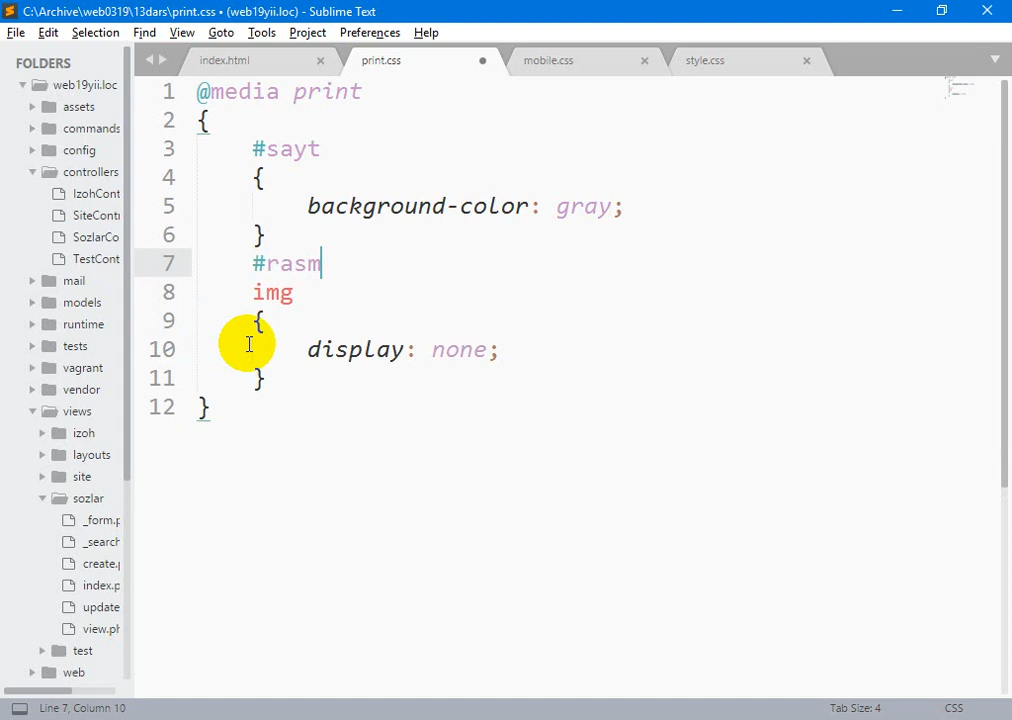 C:\Archive\web0319\13dars\print.css • (web19yii.loc) - Sublime Text
File Edit Selection Find View Goto Tools Project Preferences Help
FOLDERS
web19yii.loc
assets
commands
config
controllers
IzohCont
SiteContr
SozlarCo
TestCont
mail
models
runtime
tests
vagrant
vendor
views
izoh
layouts
site
sozlar
_form.p
_search
create.p
index.p
update
view.ph
test
web
index.html print.css mobile.css style.css
1 @media print
2 {
3 #sayt
4 {
5 background-color: gray;
6 }
7 #rasm
8 img
9 {
10 display: none;
11 }
12 }
Line 7, Column 10 Tab Size: 4 CSS